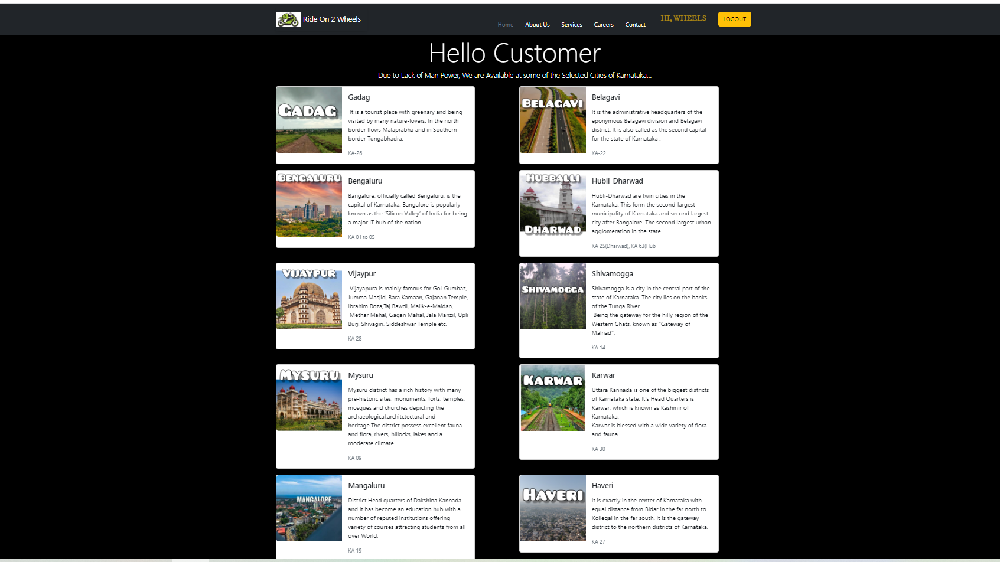 Ride On 2 Wheels
Home About Us Services Careers Contact HI, WHEELS LOGOUT
Hello Customer
Due to Lack of Man Power, We are Available at some of the Selected Cities of Karnataka...
GADAG
Gadag
It is a tourist place with greenary and being
visited by many nature-lovers. In the north
border flows Malaprabha and in Southern
border Tungabhadra.
KA-26
BELAGAVI
Belagavi
It is the administrative headquarters of the
eponymous Belagavi division and Belagavi
district. It is also called as the second capital
for the state of Karnataka .
KA-22
BENGALURU
Bengaluru
Bangalore, officially called Bengaluru, is the
capital of Karnataka. Bangalore is popularly
known as the 'Silicon Valley' of India for being
a major IT hub of the nation.
KA 01 to 05
HUBBALLI
DHARWAD
Hubli-Dharwad
Hubli-Dharwad are twin cities in the
Karnataka. This form the second-largest
municipality of Karnataka and second largest
city after Bangalore. The second largest urban
agglomeration in the state.
KA 25(Dharwad), KA 63(Hub
VIJAYPUR
Vijaypur
Vijayapura is mainly famous for Gol-Gumbaz,
Jumma Masjid, Bara Kamaan, Gajanan Temple,
Ibrahim Roza,Taj Bawdi, Malik-e-Maidan,
Methar Mahal, Gagan Mahal, Jala Manzil, Upli
Burj, Shivagiri, Siddeshwar Temple etc.
KA 28
SHIVAMOGGA
Shivamogga
Shivamogga is a city in the central part of the
state of Karnataka. The city lies on the banks
of the Tunga River.
Being the gateway for the hilly region of the
Western Ghats, known as "Gateway of
Malnad".
KA 14
MYSURU
Mysuru
Mysuru district has a rich history with many
pre-historic sites, monuments, forts, temples,
mosques and churches depicting the
archaeological,architctectural and
heritage.The district possess excellent fauna
and flora, rivers, hillocks, lakes and a
moderate climate.
KA 09
KARWAR
Karwar
Uttara Kannada is one of the biggest districts
of Karnataka state. It's Head Quarters is
Karwar, which is known as Kashmir of
Karnataka.
Karwar is blessed with a wide variety of flora
and fauna.
KA 30
MANGALORE
Mangaluru
District Head quarters of Dakshina Kannada
and it has become an education hub with a
number of reputed institutions offering
variety of courses attracting students from all
over World.
KA 19
HAVERI
Haveri
It is exactly in the center of Karnataka with
equal distance from Bidar in the far north to
Kollegal in the far south. It is the gateway
district to the northern districts of Karnataka.
KA 27